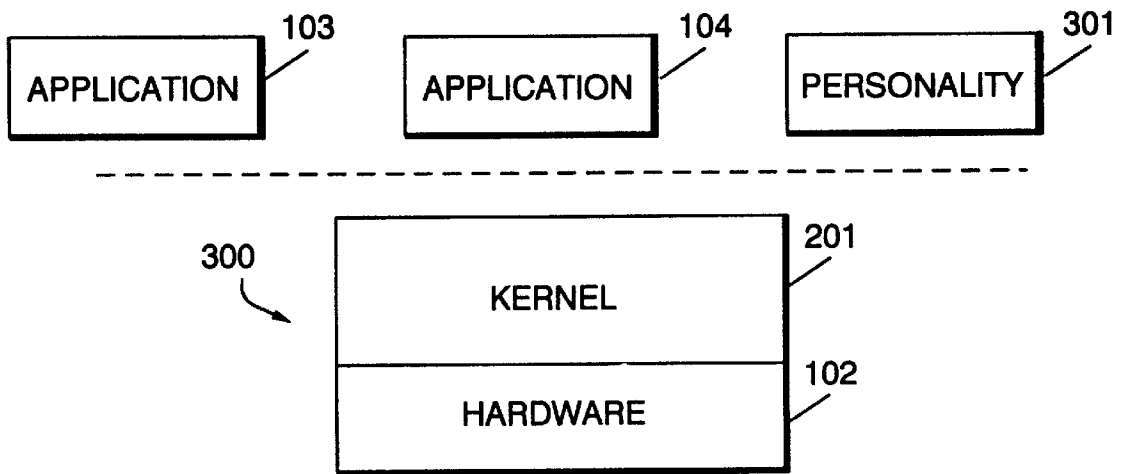 103
104
301
APPLICATION
APPLICATION
PERSONALITY
201
300
KERNEL
102
HARDWARE